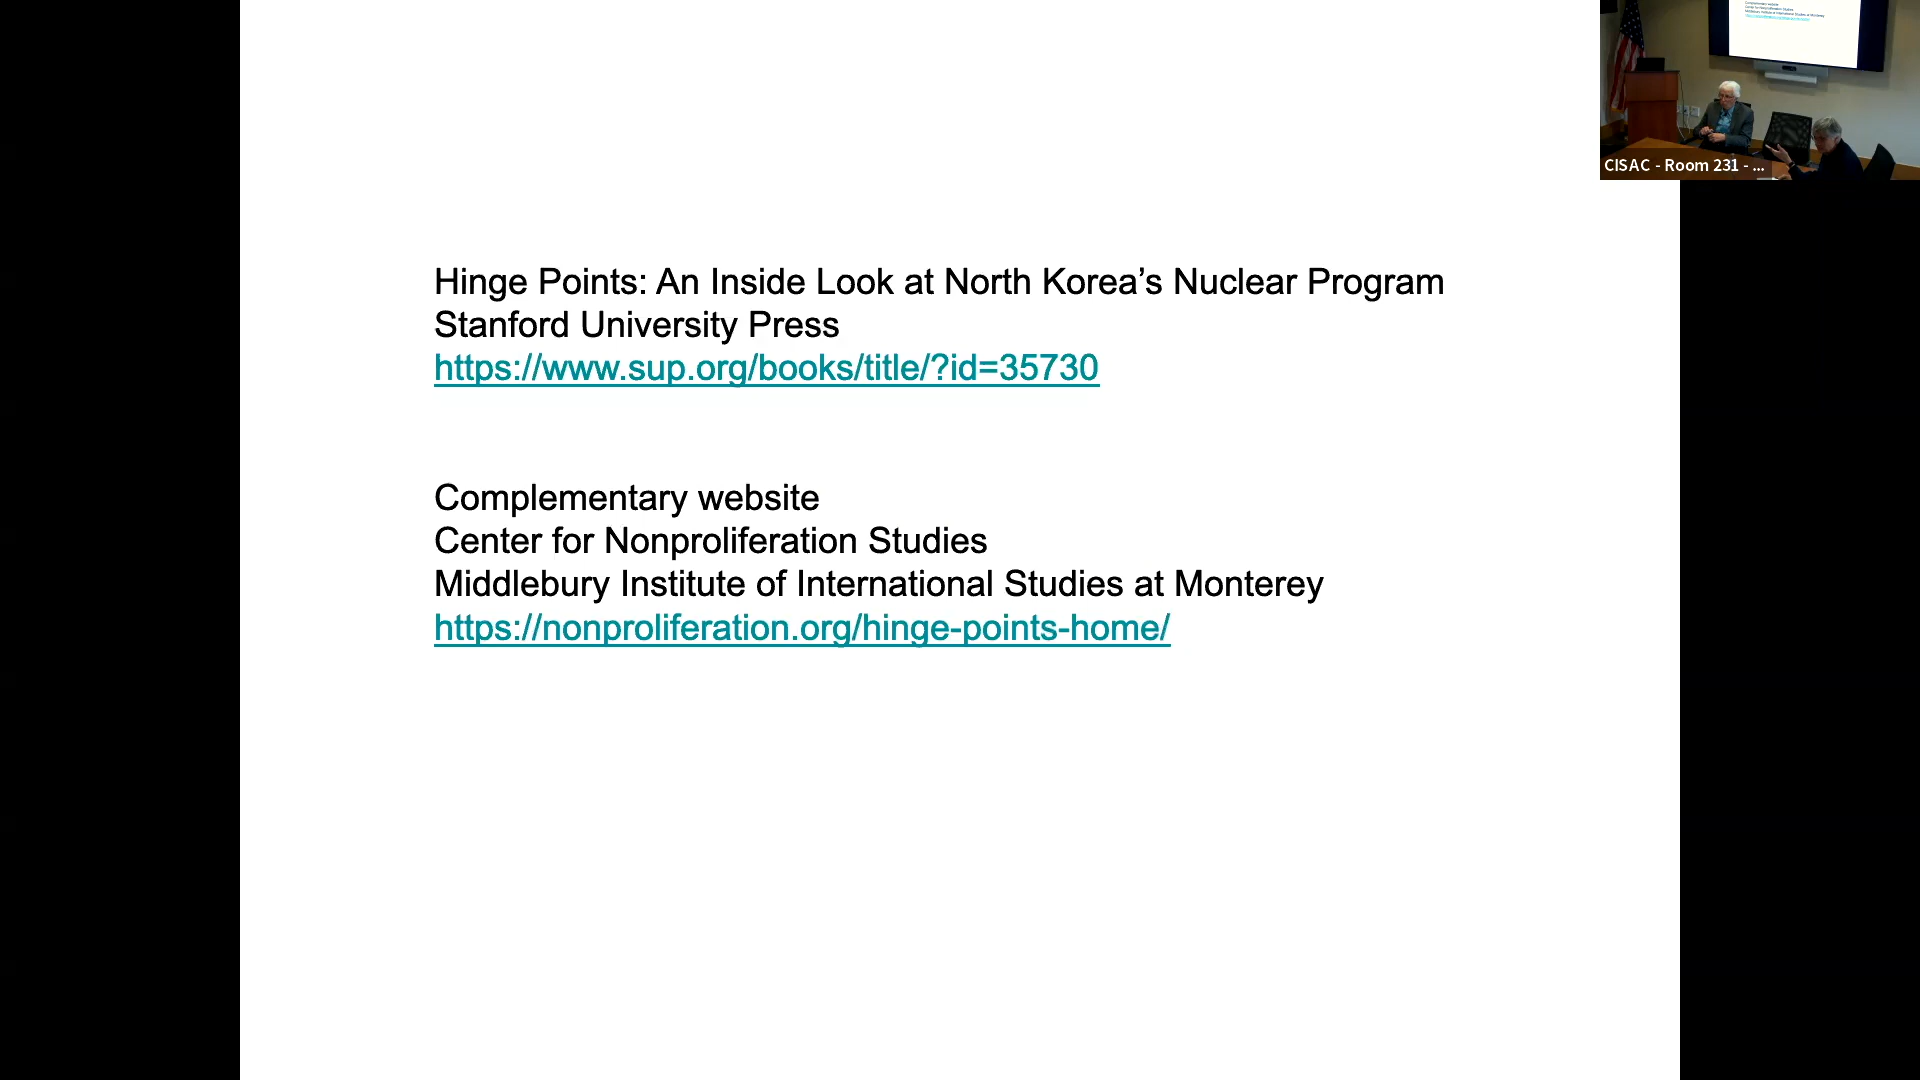 Hinge Points: An Inside Look at North Korea’s Nuclear Program
Stanford University Press
https://www.sup.org/books/title/?id=35730
Complementary website
Center for Nonproliferation Studies
Middlebury Institute of International Studies at Monterey
https://nonproliferation.org/hinge-points-home/
CISAC - Room 231 - ...